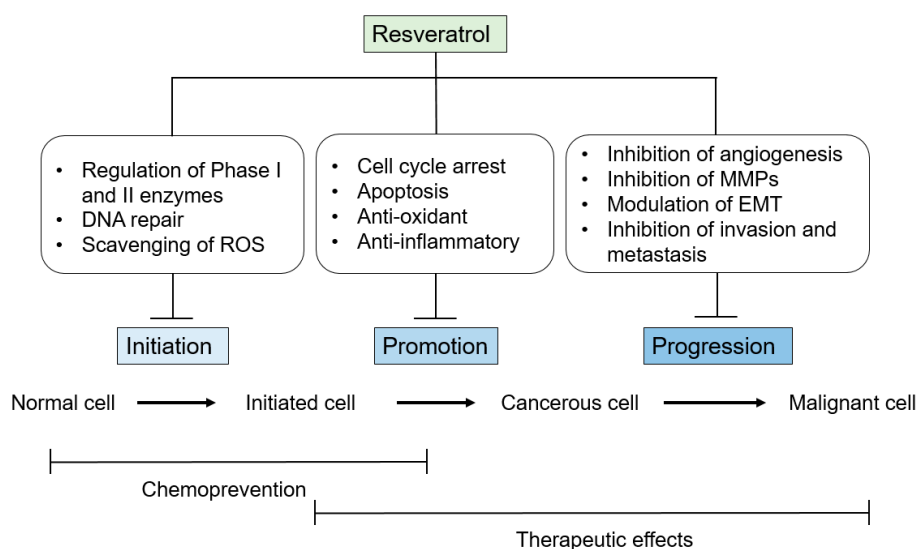 Resveratrol
• Regulation of Phase I
and II enzymes
• DNA repair
• Scavenging of ROS
• Cell cycle arrest
• Apoptosis
• Anti-oxidant
• Anti-inflammatory
• Inhibition of angiogenesis
• Inhibition of MMPs
• Modulation of EMT
• Inhibition of invasion and
metastasis
Initiation
Promotion
Progression
Normal cell
Initiated cell
Cancerous cell
Malignant cell
Chemoprevention
Therapeutic effects